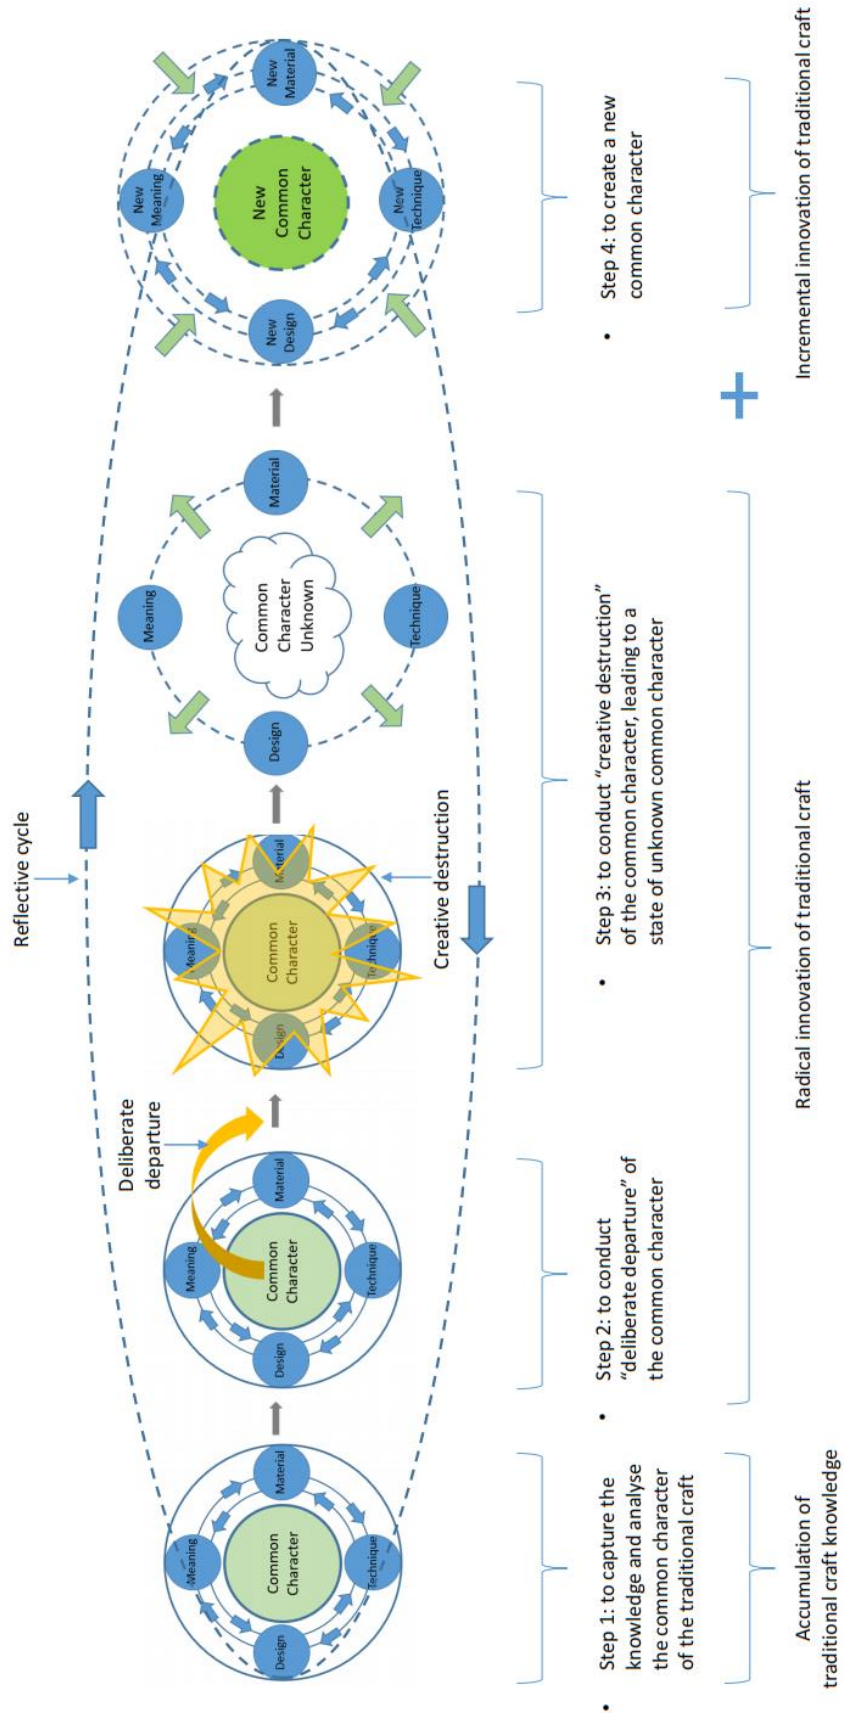 Reflective cycle
Deliberate
departure
Creative destruction
Meaning
Design
Common
Character
Material
Technique
Meaning
Design
Common
Character
Material
Technique
Meaning
Design
Common
Character
Material
Technique
Meaning
Design
Common
Character
Unknown
Material
Technique
New
Meaning
New
Design
New
Common
Character
New
Material
New
Technique
• Step 1: to capture the
knowledge and analyse
the common character
of the traditional craft
• Step 2: to conduct
“deliberate departure” of
the common character
• Step 3: to conduct “creative destruction”
of the common character, leading to a
state of unknown common character
• Step 4: to create a new
common character
Accumulation of
traditional craft knowledge
Radical innovation of traditional craft
+
Incremental innovation of traditional craft